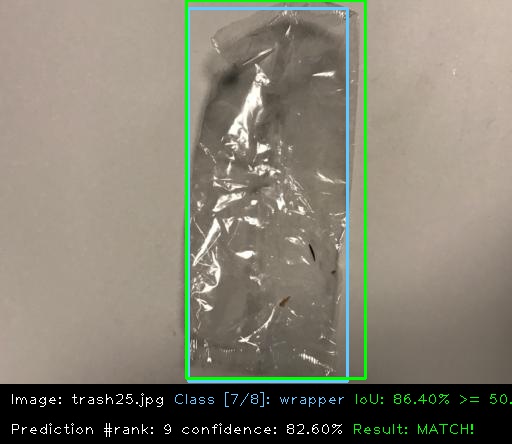 Image: trash25.jpg Class [7/8]: wrapper IoU: 86.40% >= 50.
Prediction #rank: 9 confidence: 82.60% Result: MATCH!